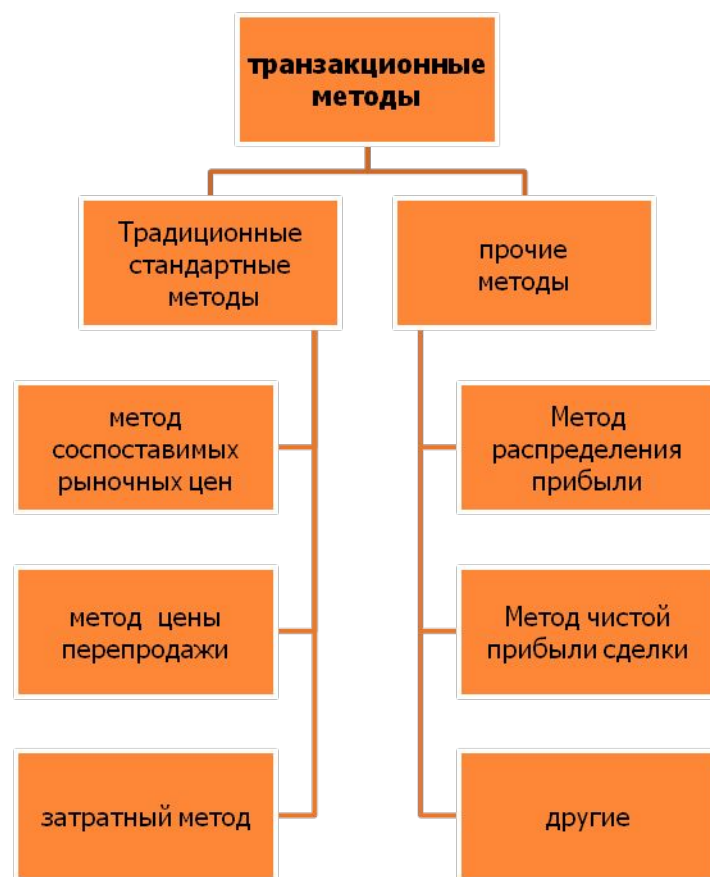 транзакционные
методы
Традиционные
стандартные
методы
прочие
методы
метод
соспоставимых
рыночных цен
Метод
распределения
прибыли
метод цены
перепродажи
Метод чистой
прибыли сделки
затратный метод
другие